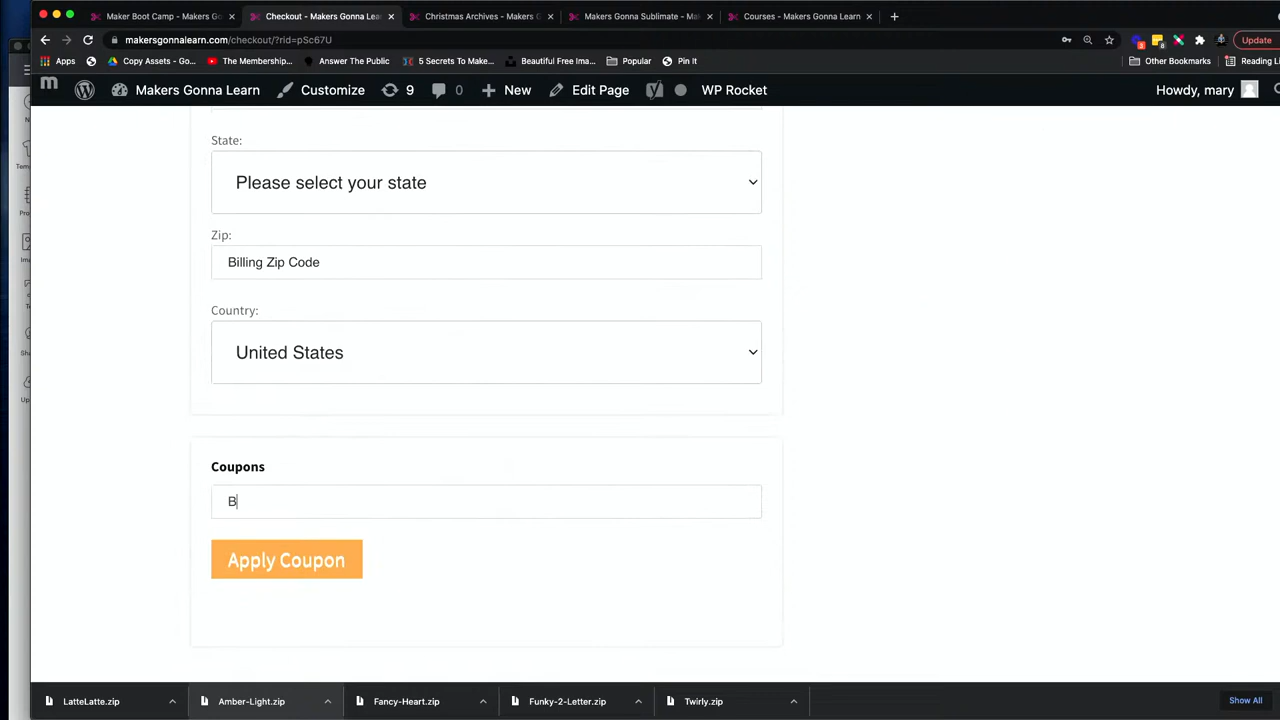 Maker Boot Camp - Makers Go
Checkout - Makers Gonna Lea
Christmas Archives - Makers G
Makers Gonna Sublimate - Ma
Courses - Makers Gonna Learn
makersgonnalearn.com/checkout/?rid=pSc67U
Update
Apps
Copy Assets - Go...
The Membership...
Answer The Public
5 Secrets To Make...
Beautiful Free Ima...
Popular
Pin It
Other Bookmarks
Reading Li
Makers Gonna Learn
Customize
9
0
New
Edit Page
WP Rocket
Howdy, mary
State:
Please select your state
Zip:
Billing Zip Code
Country:
United States
Coupons
B
Apply Coupon
LatteLatte.zip
Amber-Light.zip
Fancy-Heart.zip
Funky-2-Letter.zip
Twirly.zip
Show All